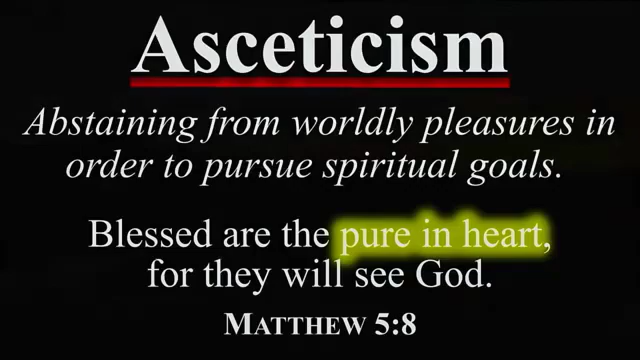 Asceticism
Abstaining from worldly pleasures in
order to pursue spiritual goals.
Blessed are the pure in heart,
for they will see God.
MATTHEW 5:8